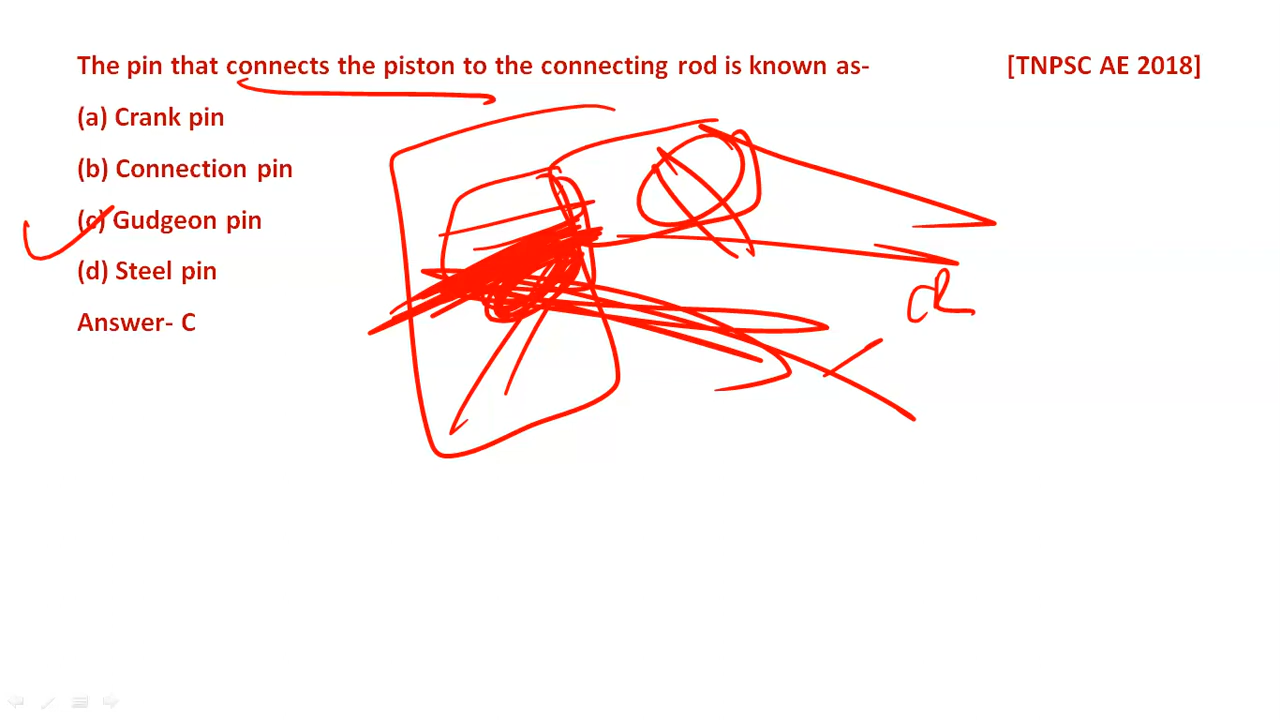 The pin that connects the piston to the connecting rod is known as- [TNPSC AE 2018]
(a) Crank pin
(b) Connection pin
(c) Gudgeon pin
(d) Steel pin
CR
Answer- C